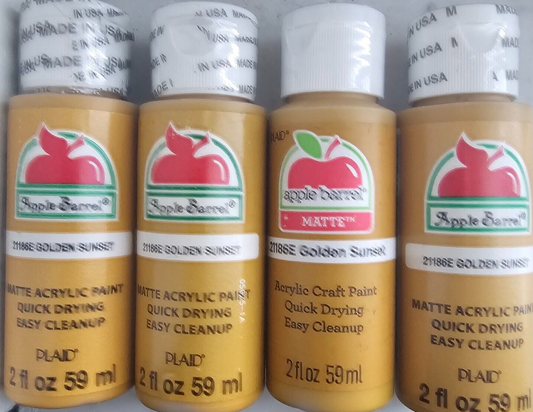 MADE IN USA
MADE IN USA
MADE IN USA
MADE
IN USA
Apple Barrel®
21186E GOLDEN SUNSET
MATTE ACRYLIC PAINT
QUICK DRYING
EASY CLEANUP
PLAID®
2 fl oz 59 ml
Apple Barrel®
21186E GOLDEN SUNSET
MATTE ACRYLIC PAINT
QUICK DRYING
EASY CLEANUP
PLAID®
2 fl oz 59 ml
PLAID®
apple barrel™
MATTE™
21186E Golden Sunset
Acrylic Craft Paint
Quick Drying
Easy Cleanup
2 fl oz 59 ml
Apple Barrel®
21186E GOLDEN SUNSET
MATTE ACRYLIC PAINT
QUICK DRYING
EASY CLEANUP
PLAID®
2 fl oz 59 ml